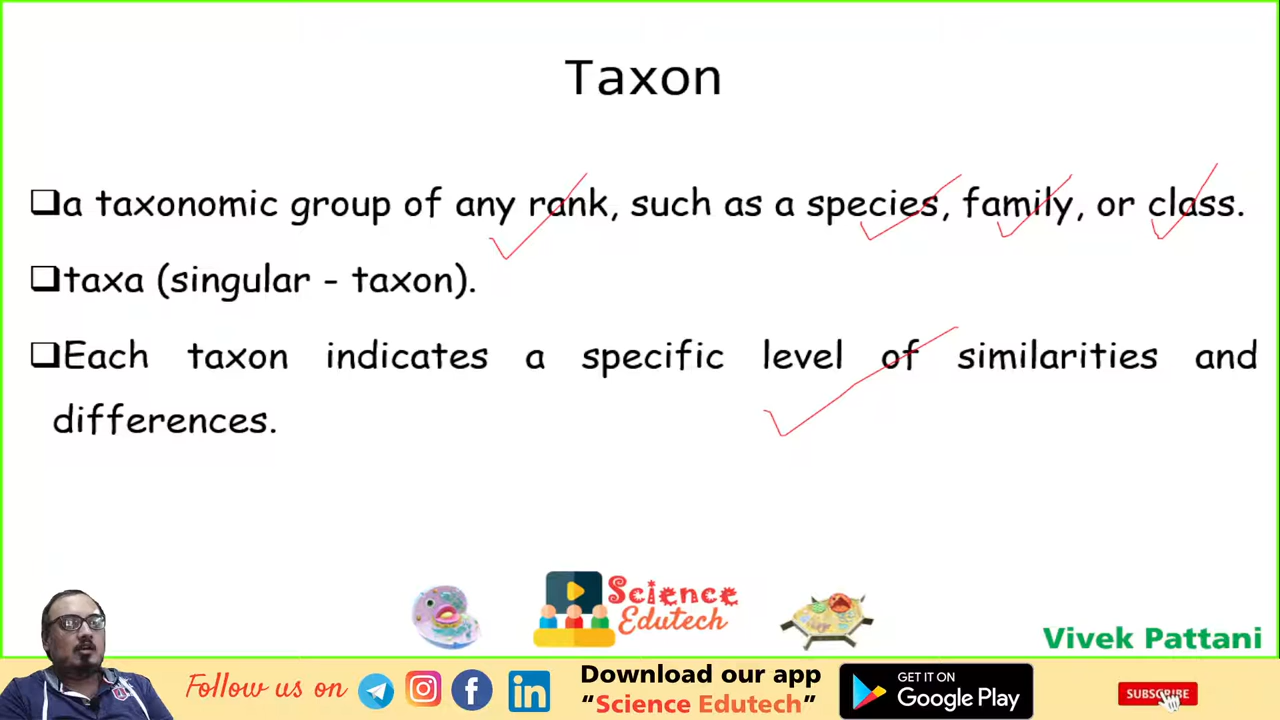 Taxon
❑a taxonomic group of any rank, such as a species, family, or class.
❑taxa (singular - taxon).
❑Each taxon indicates a specific level of similarities and
differences.
Science
Edutech
Vivek Pattani
Follow us on
Download our app
“Science Edutech”
GET IT ON
Google Play
SUBSCRIBE